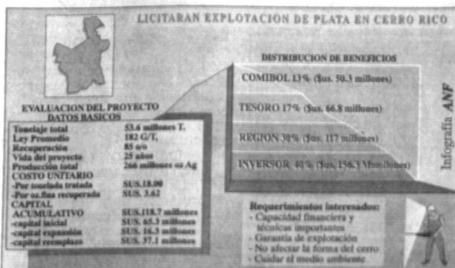 LICITARAN EXPLOTACION DE PLATA EN CERRO RICO
EVALUACION DEL PROYECTO
DATOS BASICOS
Tonelaje total 53.6 millones T.
Ley Promedio 182 G/T.
Recuperación 85 o/o
Vida del proyecto 25 años
Producción total 266 millones oz Ag
COSTO UNITARIO
-Por tonelada tratada $US.18.00
-Por oz.fina recuperada $US. 3.62
CAPITAL
ACUMULATIVO $US.118.7 millones
-capital inicial $US. 65.3 millones
-capital expansión $US. 16.3 millones
-capital reemplazo $US. 37.1 millones
DISTRIBUCION DE BENEFICIOS
COMIBOL 13% ($us. 50.3 millones)
TESORO 17% ($us. 66.8 millones)
REGION 30% ($us. 117 millones)
INVERSOR 40% ($us. 156.3 Mmillones)
Requerimientos interesados:
- Capacidad financiera y
técnicas importantes
- Garantía de explotación
- No afectar la forma del cerro
- Cuidar el medio ambiente
Infografía ANF